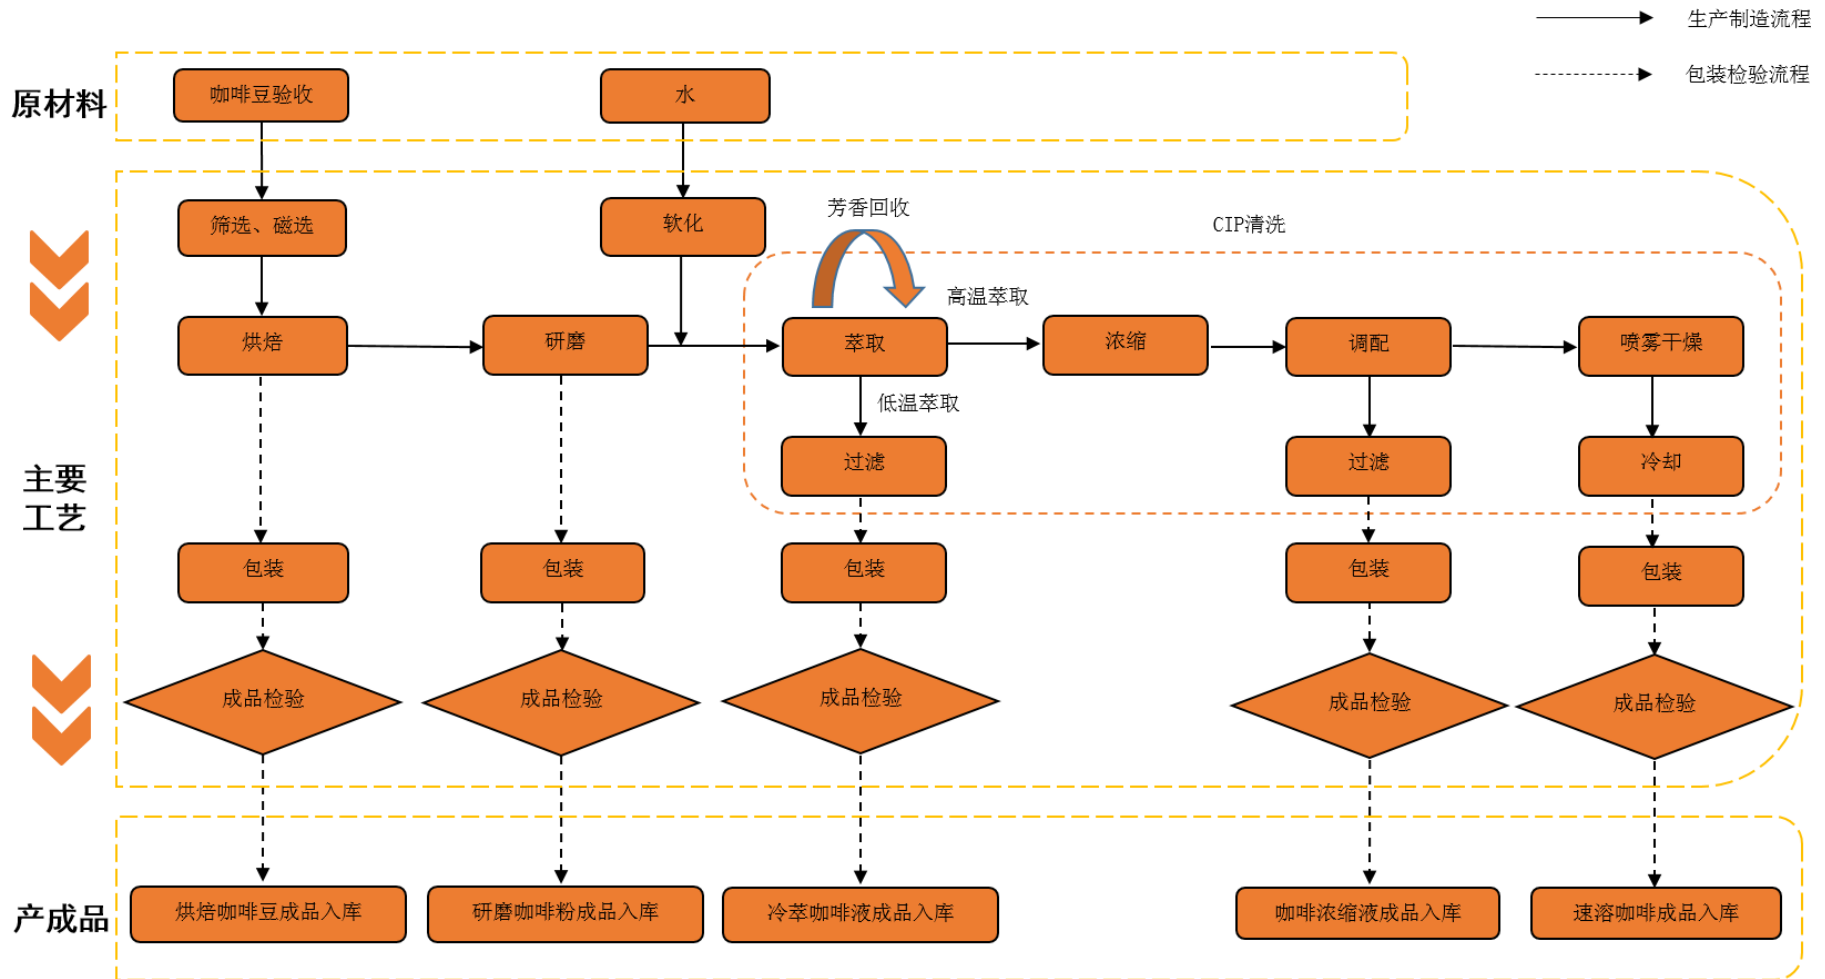 生产制造流程
包装检验流程
原材料
咖啡豆验收
水
筛选、磁选
软化
芳香回收
CIP清洗
高温萃取
烘焙
研磨
萃取
浓缩
调配
喷雾干燥
低温萃取
主要
工艺
过滤
过滤
冷却
包装
包装
包装
包装
包装
成品检验
成品检验
成品检验
成品检验
成品检验
产成品
烘焙咖啡豆成品入库
研磨咖啡粉成品入库
冷萃咖啡液成品入库
咖啡浓缩液成品入库
速溶咖啡成品入库